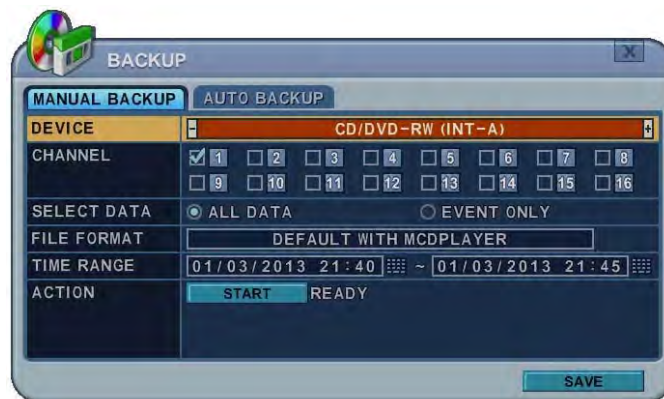 BACKUP X
MANUAL BACKUP AUTO BACKUP
DEVICE - CD/DVD-RW (INT-A) +
CHANNEL 1 2 3 4 5 6 7 8
9 10 11 12 13 14 15 16
SELECT DATA ALL DATA EVENT ONLY
FILE FORMAT DEFAULT WITH MCDPLAYER
TIME RANGE 01/03/2013 21:40 ~ 01/03/2013 21:45
ACTION START READY
SAVE